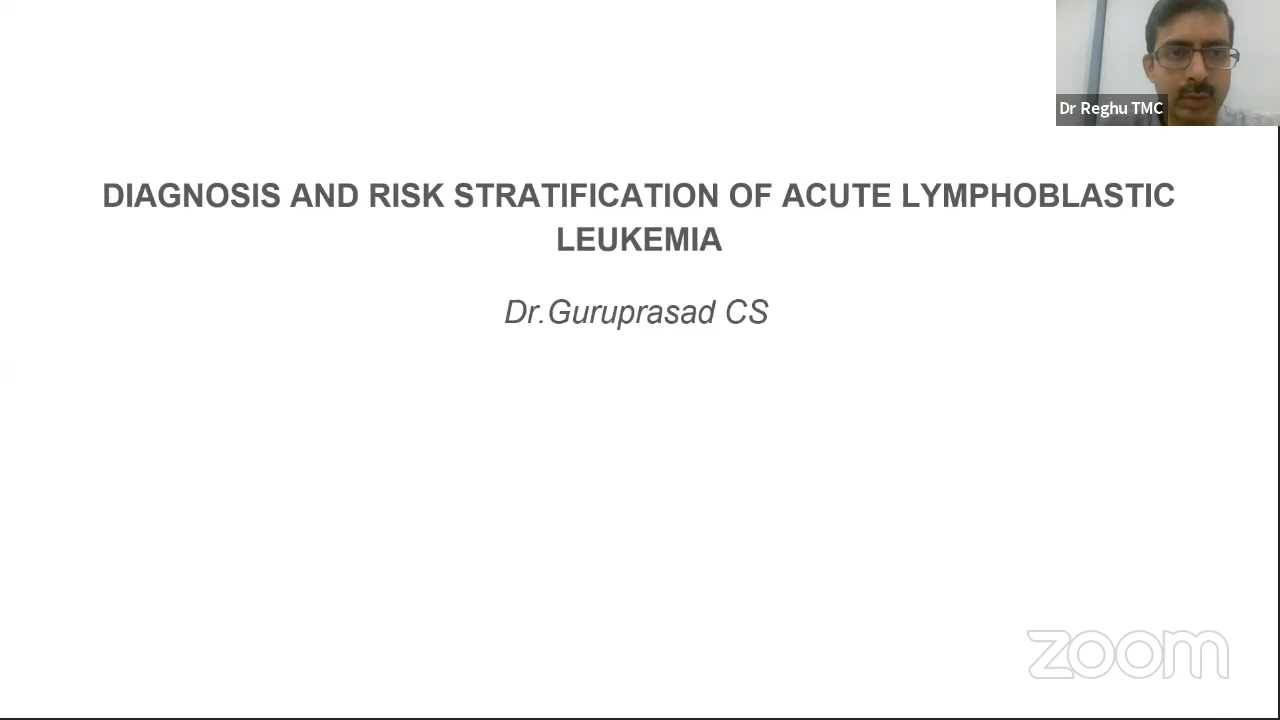 Dr Reghu TMC
DIAGNOSIS AND RISK STRATIFICATION OF ACUTE LYMPHOBLASTIC
LEUKEMIA
Dr.Guruprasad CS
zoom